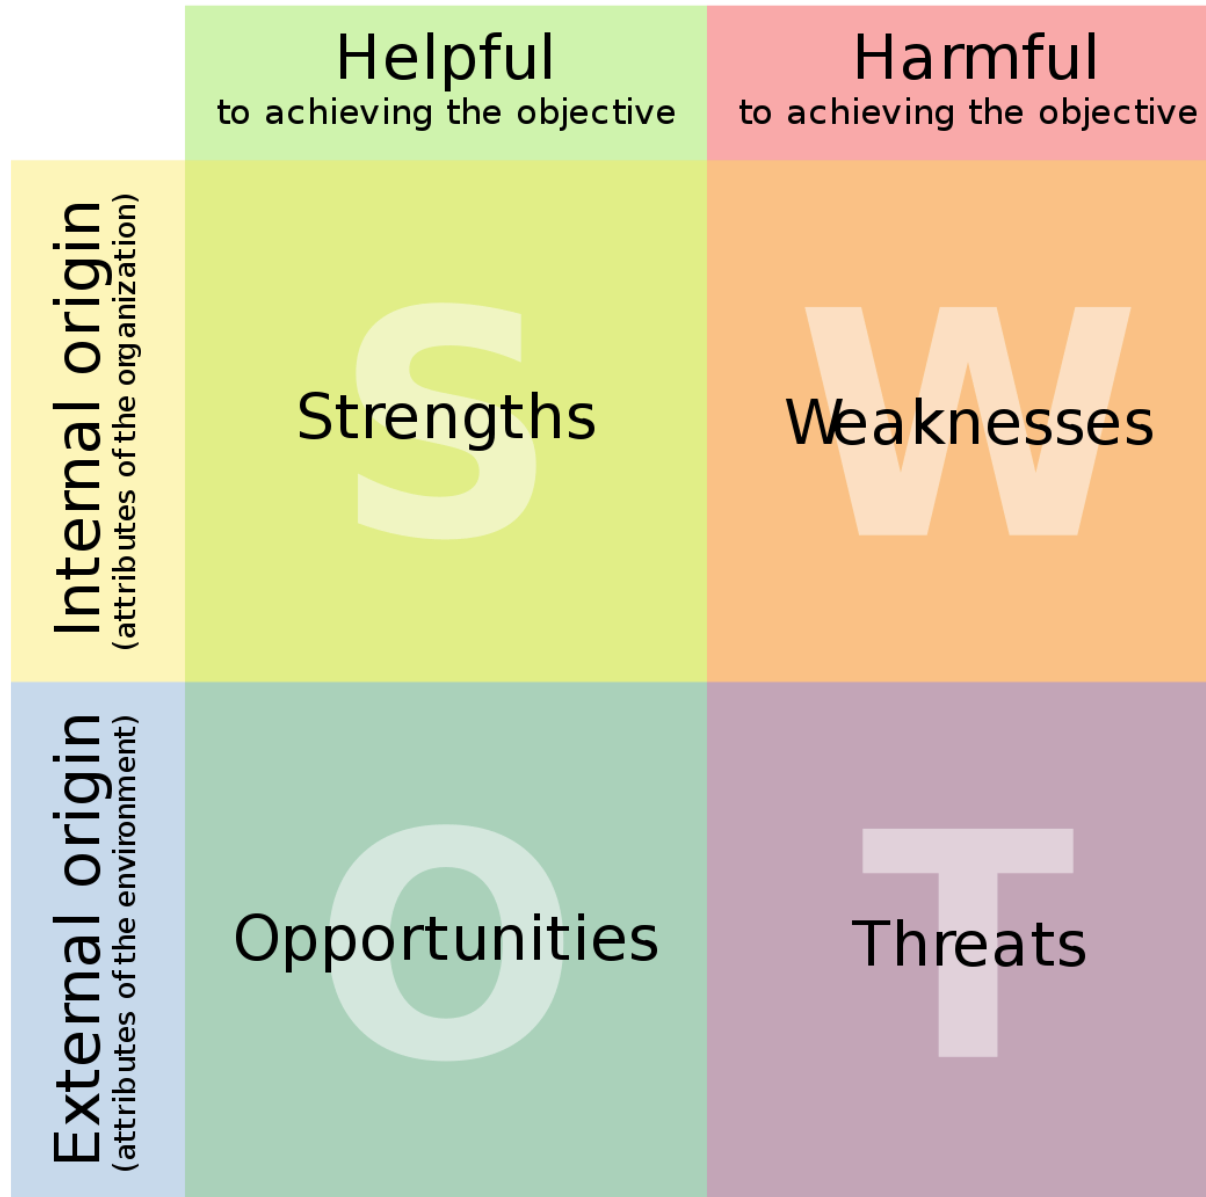 Helpful
to achieving the objective
Harmful
to achieving the objective
Internal origin
(attributes of the organization)
S
Strengths
W
Weaknesses
External origin
(attributes of the environment)
O
Opportunities
T
Threats